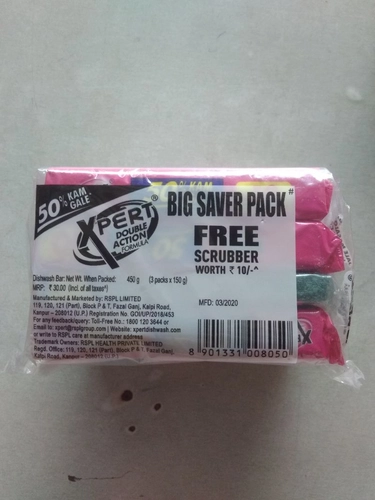 50% KAM
GALE*
XPERT
DOUBLE
ACTION
FORMULA
BIG SAVER PACK#
FREE
SCRUBBER
WORTH ₹ 10/-^
Dishwash Bar: Net Wt. When Packed: 450 g (3 packs x 150 g)
MRP: ₹ 30.00 (Incl. of all taxes^)
Manufactured & Marketed by: RSPL LIMITED
119, 120, 121 (Part), Block P & T, Fazal Ganj, Kalpi Road,
Kanpur – 208012 (U.P.) Registration No. GOI/UP/2018/453
For any feedback/query: Toll-Free No.: 1800 120 3644 or
Email to: xpert@rsplgroup.com | Website: xpertdishwash.com
or write to RSPL care at manufacturer address
Trademark Owners: RSPL HEALTH PRIVATE LIMITED
Regd. Office: 119, 120, 121 (Part), Block P & T, Fazal Ganj,
Kalpi Road, Kanpur – 208012 (U.P.)
MFD: 03/2020
8 901331 008050